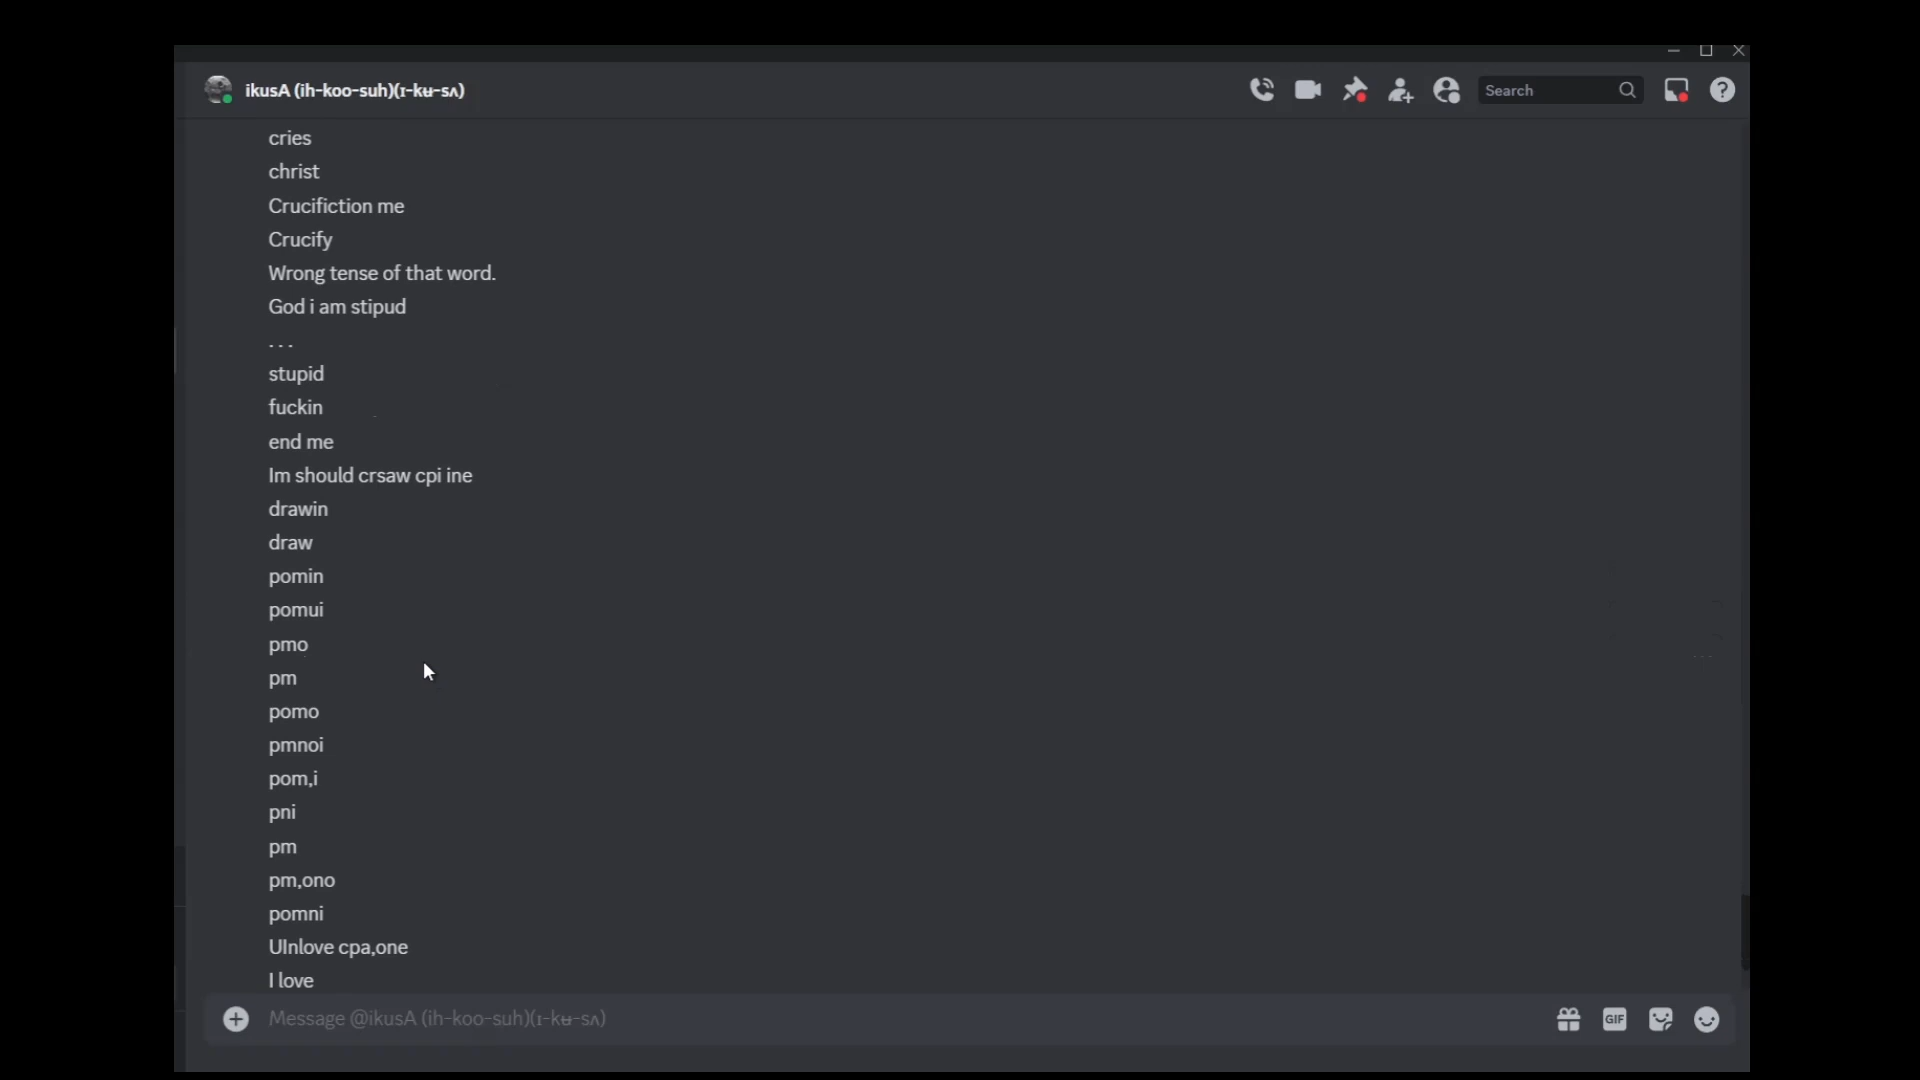 ikusA (ih-koo-suh)(ɪ-kʉ-sʌ)
Search
cries
christ
Crucifiction me
Crucify
Wrong tense of that word.
God i am stipud
. . .
stupid
fuckin
end me
Im should crsaw cpi ine
drawin
draw
pomin
pomui
pmo
pm
pomo
pmnoi
pom,i
pni
pm
pm,ono
pomni
UInlove cpa,one
I love
Message @ikusA (ih-koo-suh)(ɪ-kʉ-sʌ)
GIF